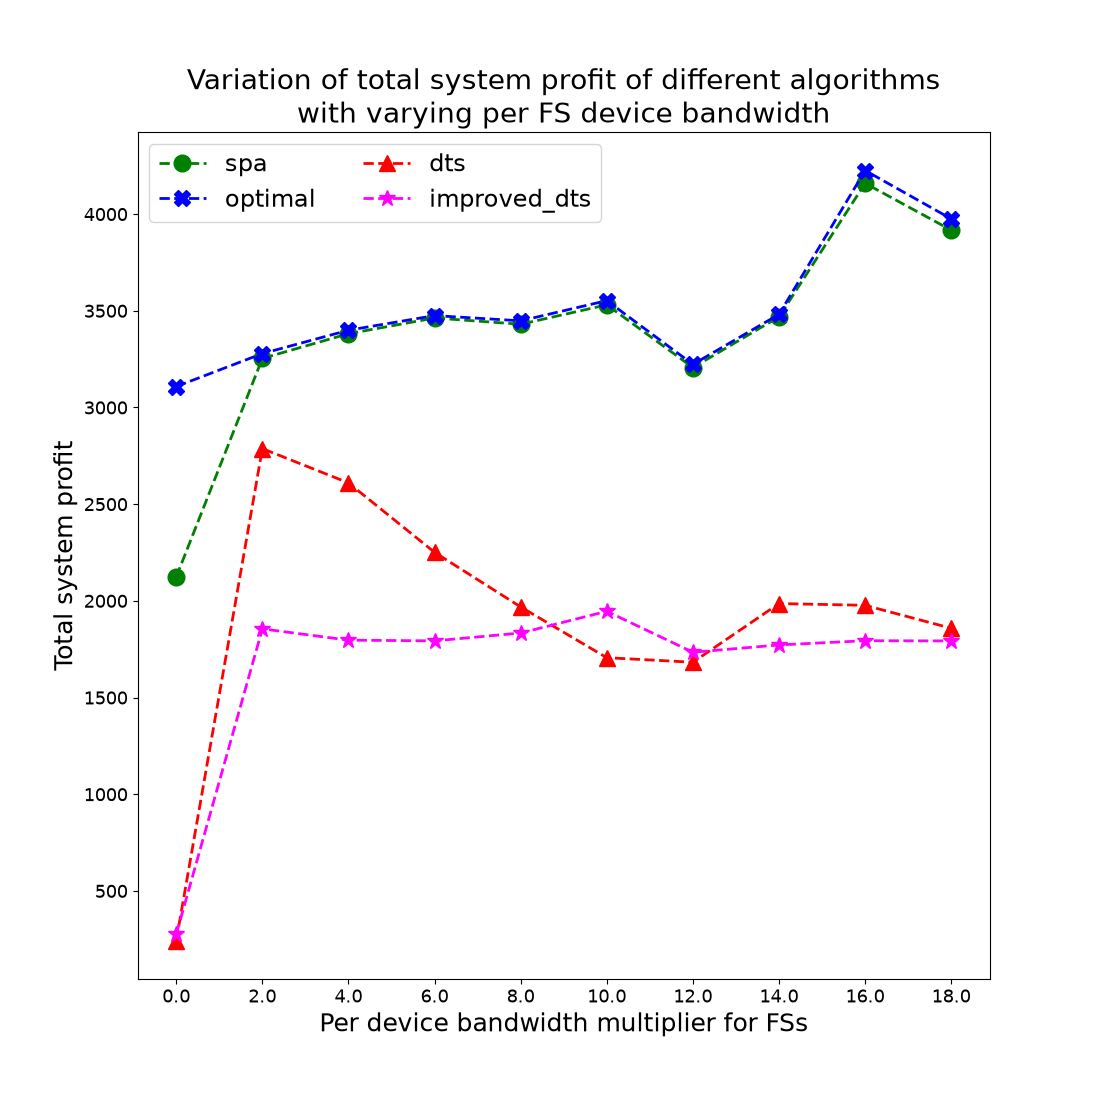 Variation of total system profit of different algorithms
with varying per FS device bandwidth
spa
optimal
dts
improved_dts
Total system profit
4000
3500
3000
2500
2000
1500
1000
500
0.0 2.0 4.0 6.0 8.0 10.0 12.0 14.0 16.0 18.0
Per device bandwidth multiplier for FSs